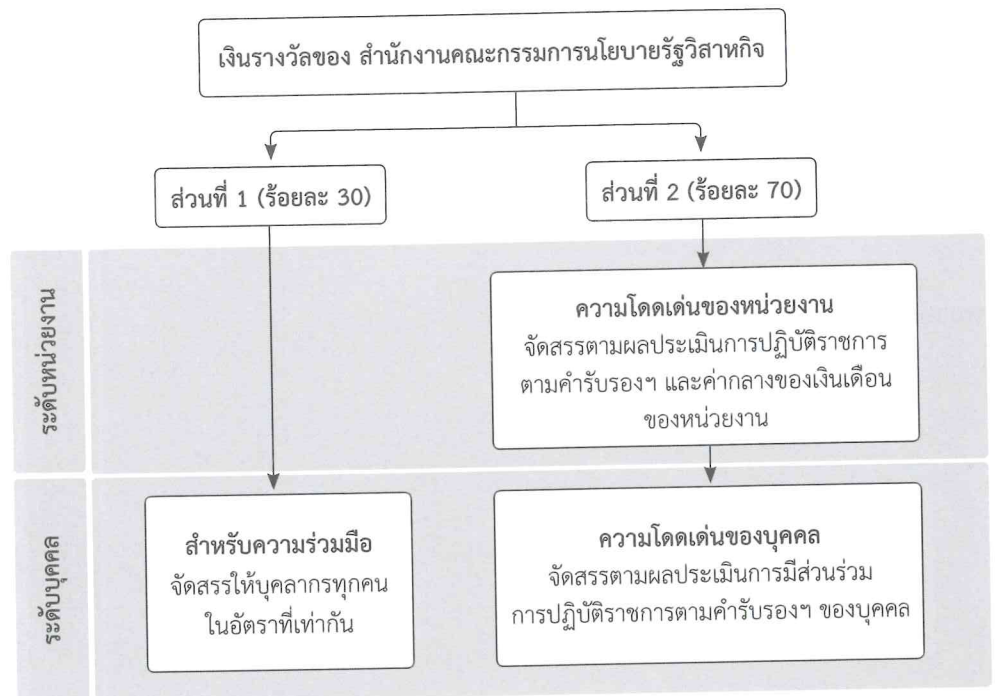 เงินรางวัลของ สำนักงานคณะกรรมการนโยบายรัฐวิสาหกิจ
ส่วนที่ 1 (ร้อยละ 30)
ส่วนที่ 2 (ร้อยละ 70)
ระดับหน่วยงาน
ความโดดเด่นของหน่วยงาน
จัดสรรตามผลประเมินการปฏิบัติราชการ
ตามคำรับรองฯ และค่ากลางของเงินเดือน
ของหน่วยงาน
ระดับบุคคล
สำหรับความร่วมมือ
จัดสรรให้บุคลากรทุกคน
ในอัตราที่เท่ากัน
ความโดดเด่นของบุคคล
จัดสรรตามผลประเมินการมีส่วนร่วม
การปฏิบัติราชการตามคำรับรองฯ ของบุคคล